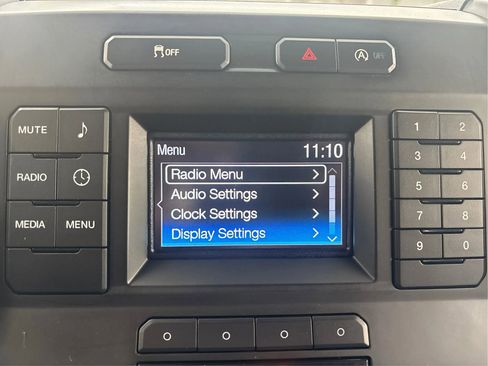 OFF
A OFF
MUTE
RADIO
MEDIA MENU
Menu 11:10
Radio Menu >
Audio Settings >
Clock Settings >
Display Settings >
1 2
3 4
5 6
7 8
9 0
O O O O